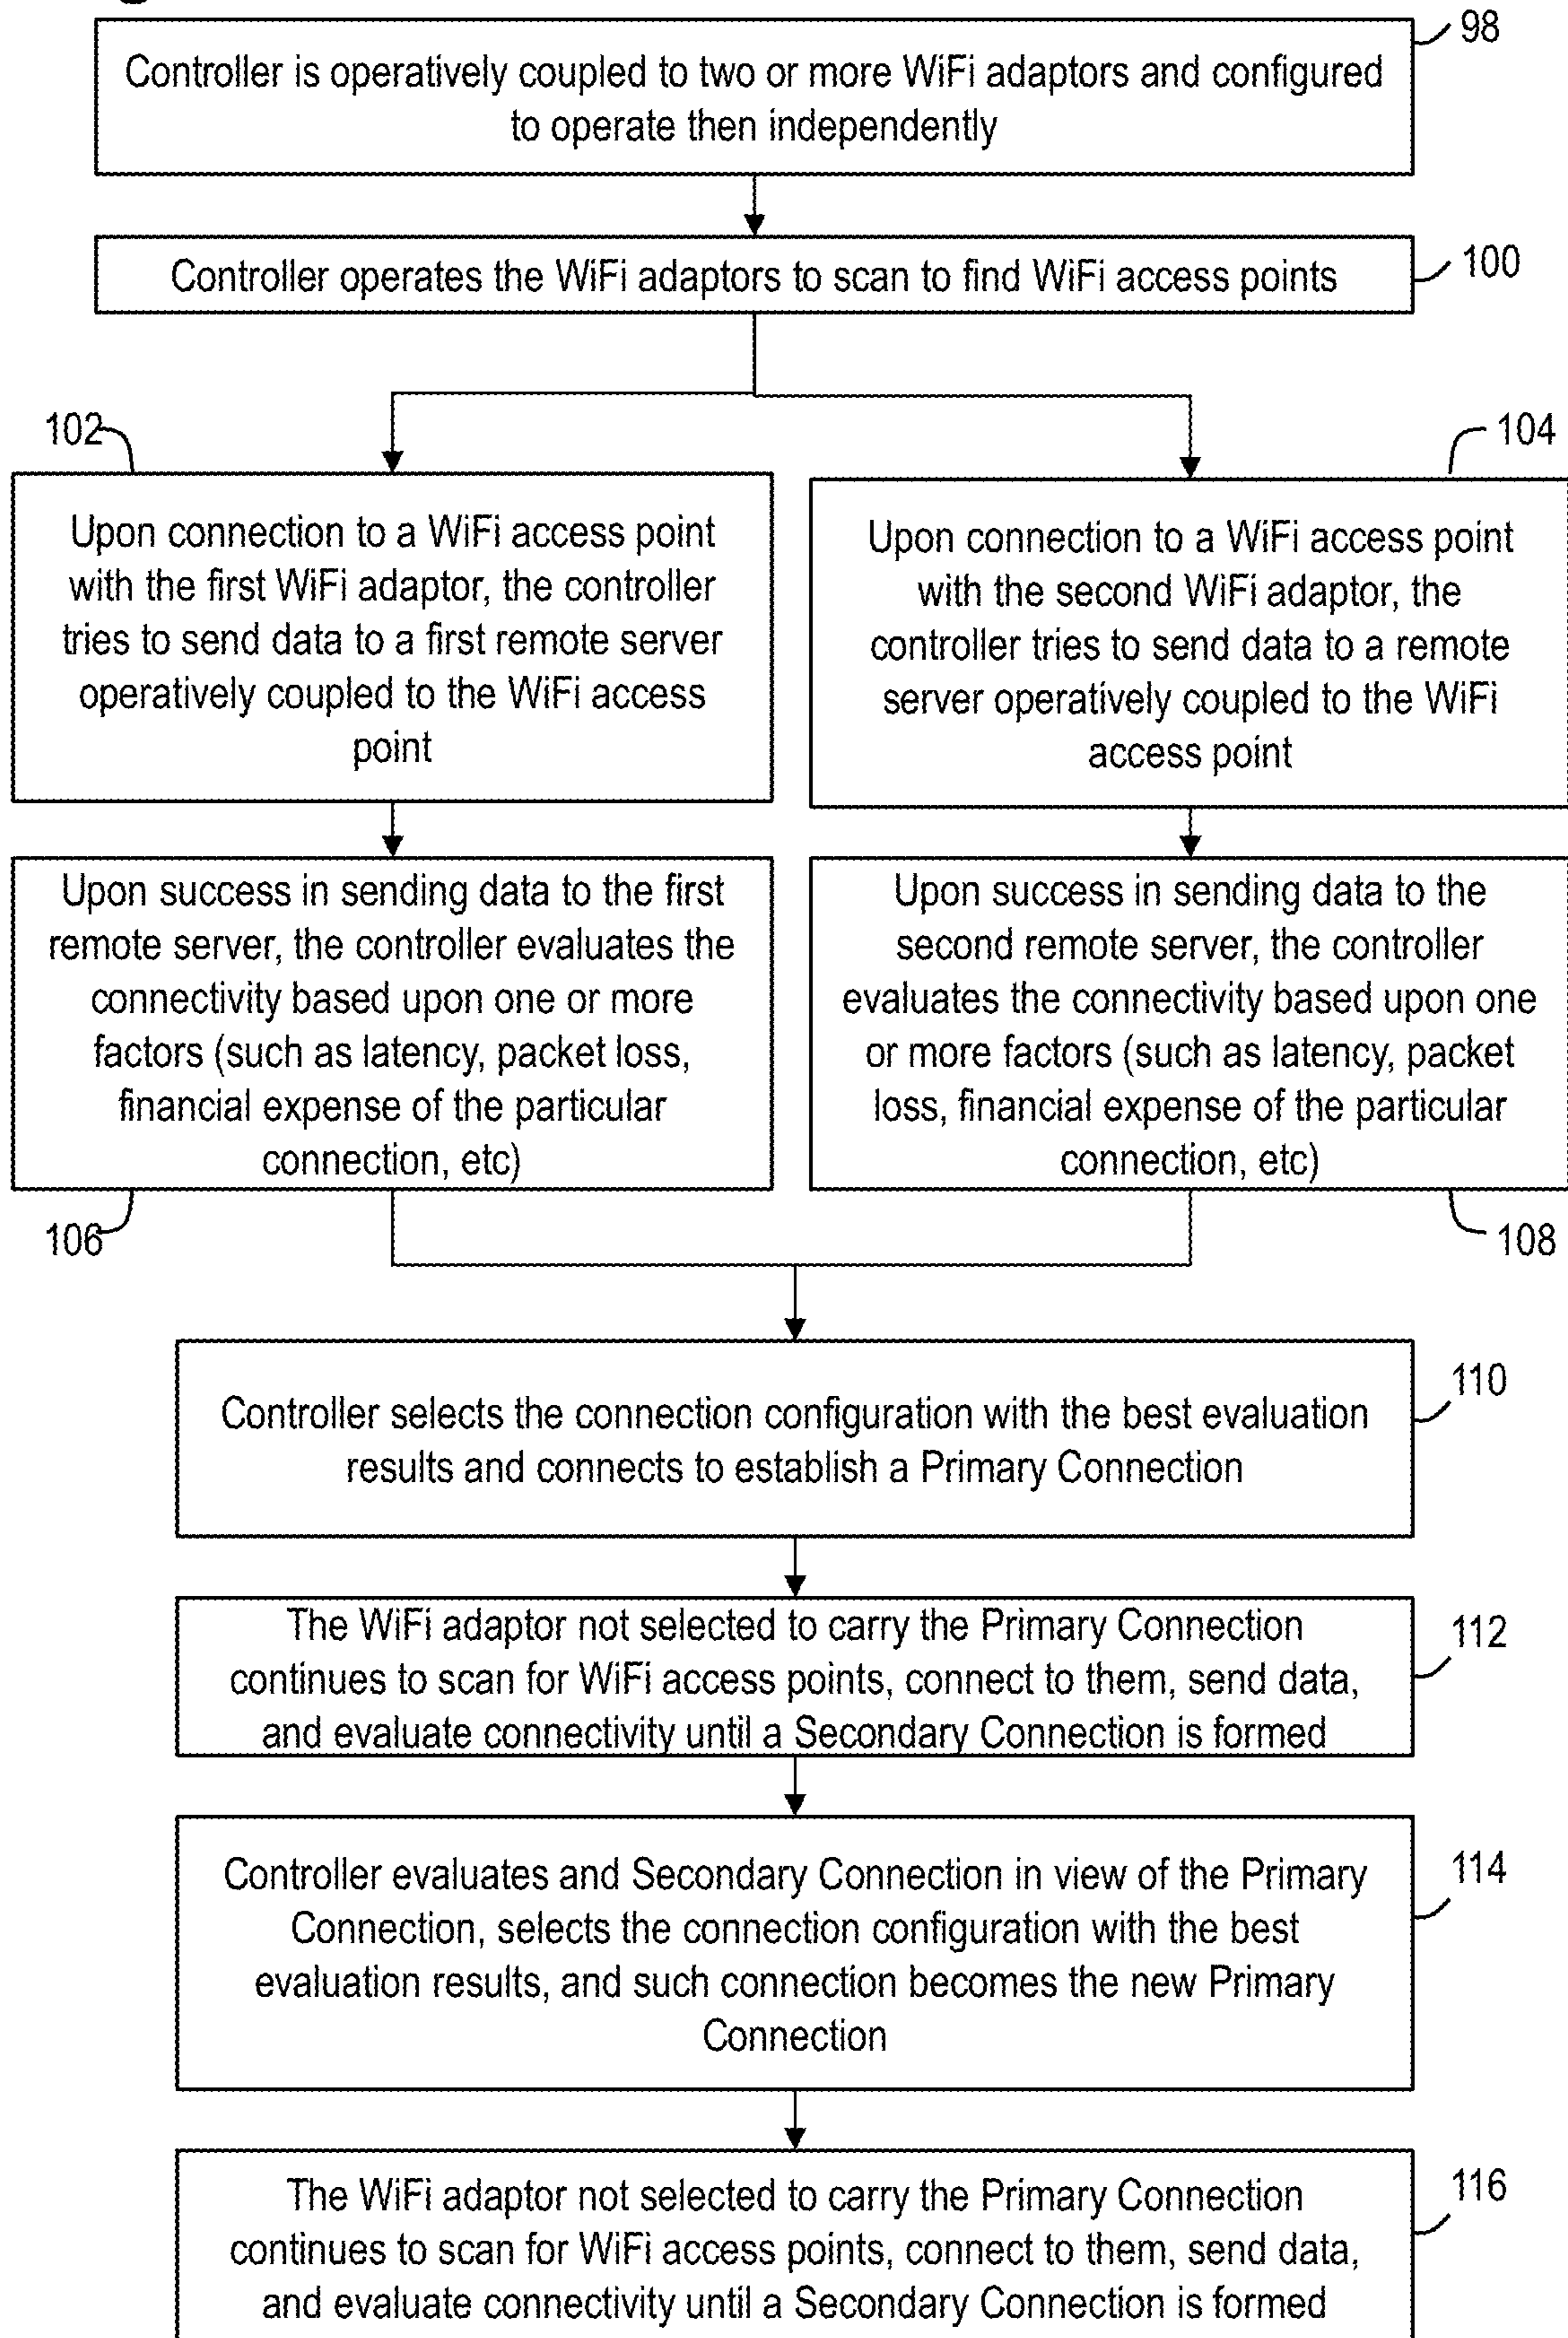 98
Controller is operatively coupled to two or more WiFi adaptors and configured
to operate then independently
Controller operates the WiFi adaptors to scan to find WiFi access points
100
102
104
Upon connection to a WiFi access point
with the first WiFi adaptor, the controller
tries to send data to a first remote server
operatively coupled to the WiFi access
point
Upon connection to a WiFi access point
with the second WiFi adaptor, the
controller tries to send data to a remote
server operatively coupled to the WiFi
access point
Upon success in sending data to the first
remote server, the controller evaluates the
connectivity based upon one or more
factors (such as latency, packet loss,
financial expense of the particular
connection, etc)
Upon success in sending data to the
second remote server, the controller
evaluates the connectivity based upon one
or more factors (such as latency, packet
loss, financial expense of the particular
connection, etc)
106
108
Controller selects the connection configuration with the best evaluation
results and connects to establish a Primary Connection
110
The WiFi adaptor not selected to carry the Primary Connection
continues to scan for WiFi access points, connect to them, send data,
and evaluate connectivity until a Secondary Connection is formed
112
Controller evaluates and Secondary Connection in view of the Primary
Connection, selects the connection configuration with the best
evaluation results, and such connection becomes the new Primary
Connection
114
The WiFi adaptor not selected to carry the Primary Connection
continues to scan for WiFi access points, connect to them, send data,
and evaluate connectivity until a Secondary Connection is formed
116